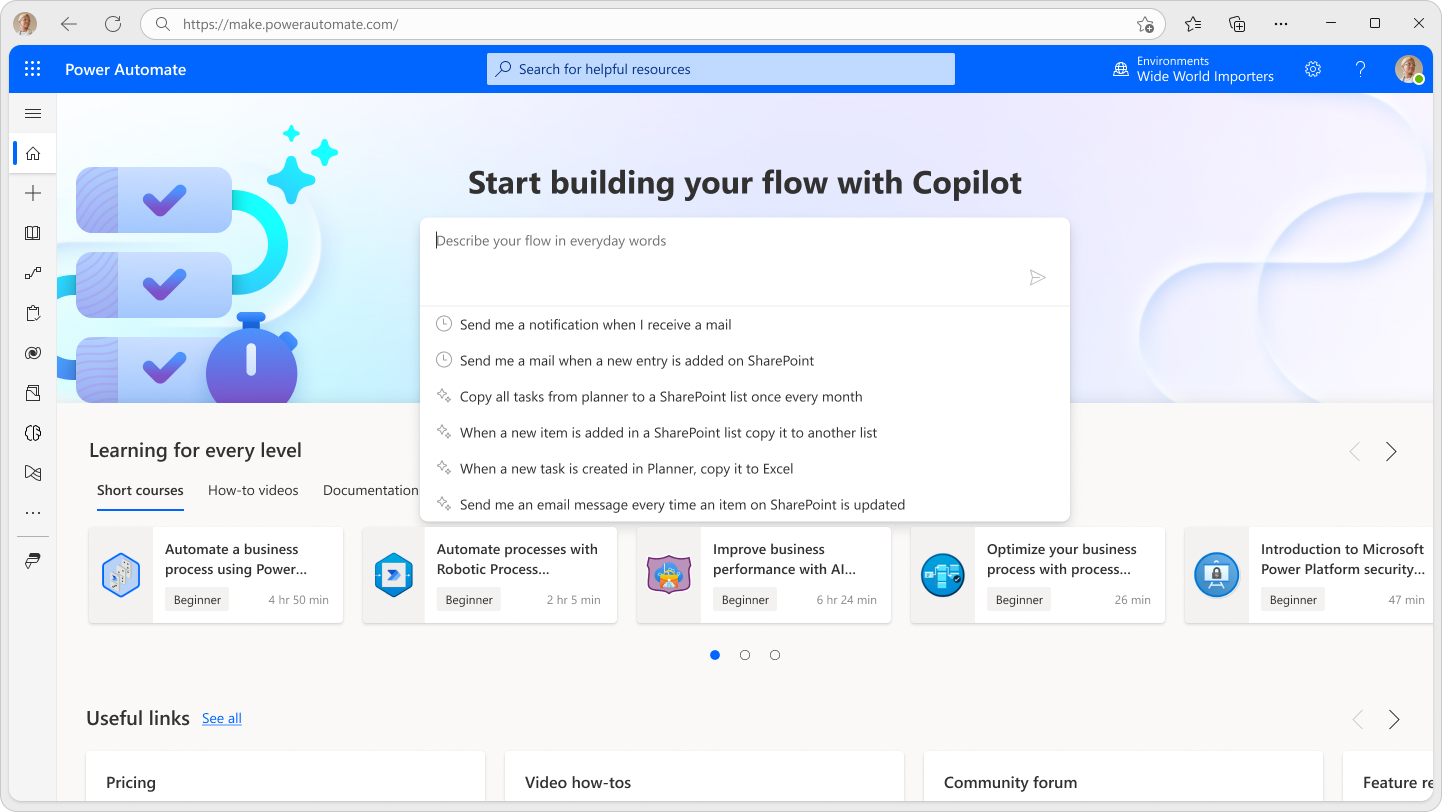 https://make.powerautomate.com/
Power Automate
Search for helpful resources
Environments
Wide World Importers
Start building your flow with Copilot
Describe your flow in everyday words
Send me a notification when I receive a mail
Send me a mail when a new entry is added on SharePoint
Copy all tasks from planner to a SharePoint list once every month
When a new item is added in a SharePoint list copy it to another list
When a new task is created in Planner, copy it to Excel
Send me an email message every time an item on SharePoint is updated
Learning for every level
Short courses
How-to videos
Documentation
Automate a business
process using Power...
Beginner
4 hr 50 min
Automate processes with
Robotic Process...
Beginner
2 hr 5 min
Improve business
performance with AI...
Beginner
6 hr 24 min
Optimize your business
process with process...
Beginner
26 min
Introduction to Microsoft
Power Platform security...
Beginner
47 min
Useful links
See all
Pricing
Video how-tos
Community forum
Feature re